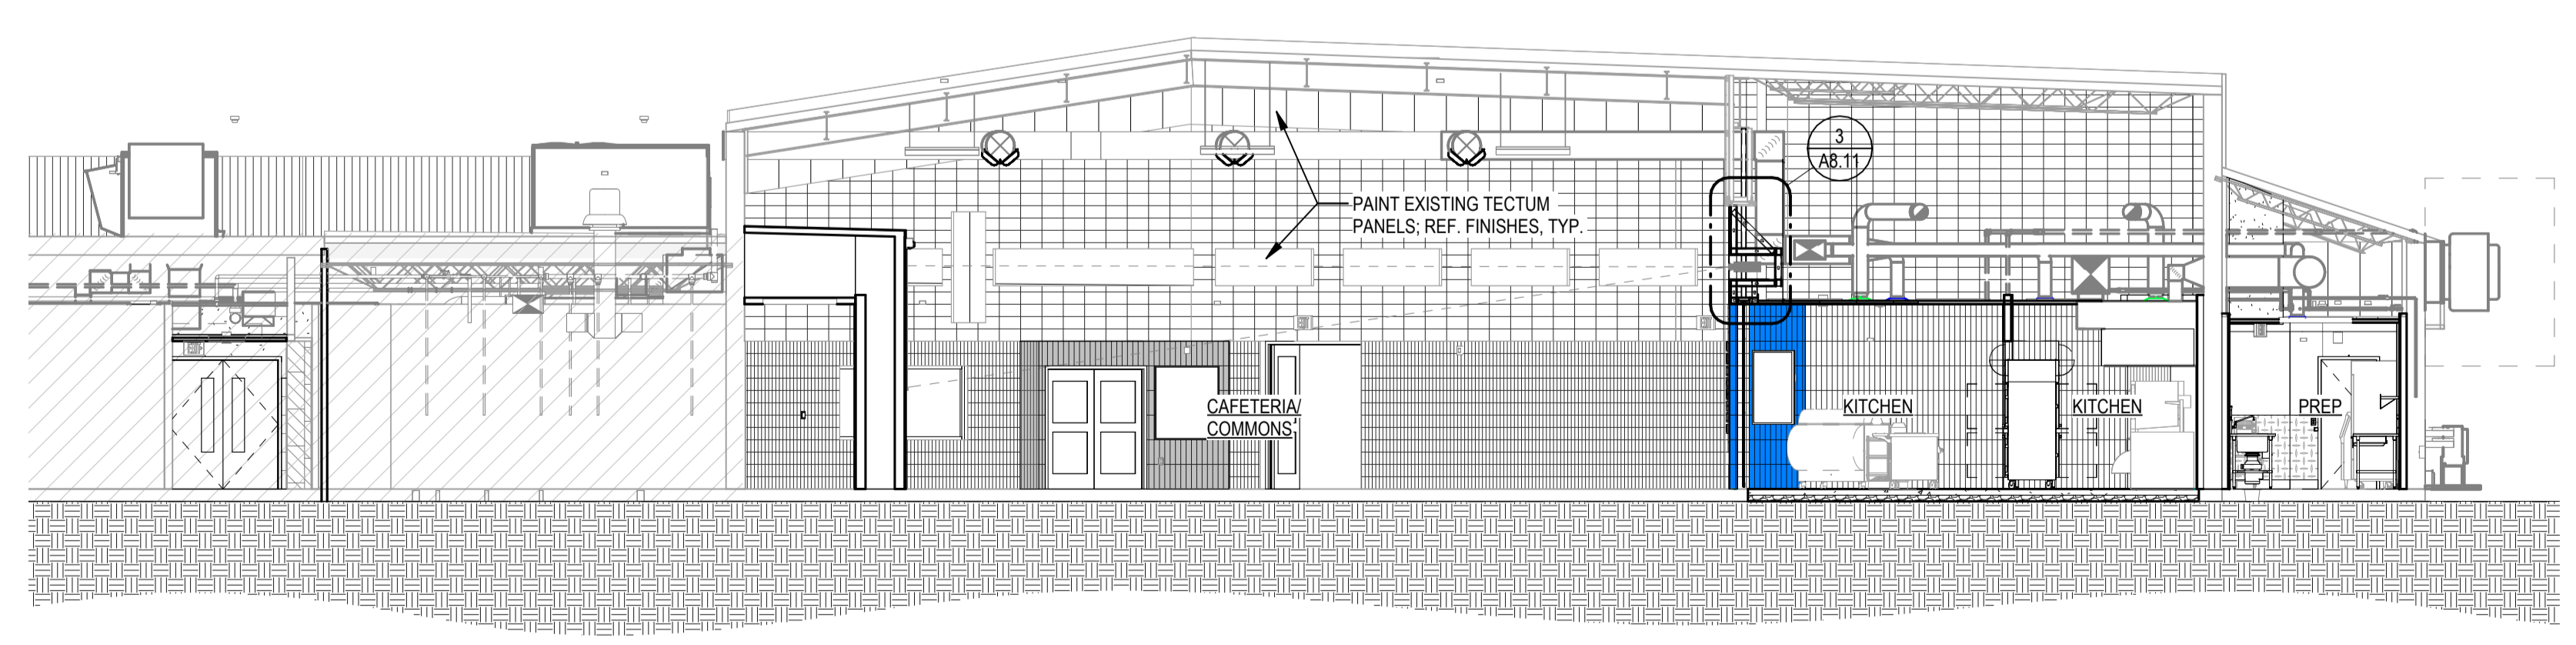 3
A8.11
PAINT EXISTING TECTUM
PANELS; REF. FINISHES, TYP.
CAFETERIA/
COMMONS
KITCHEN
KITCHEN
PREP